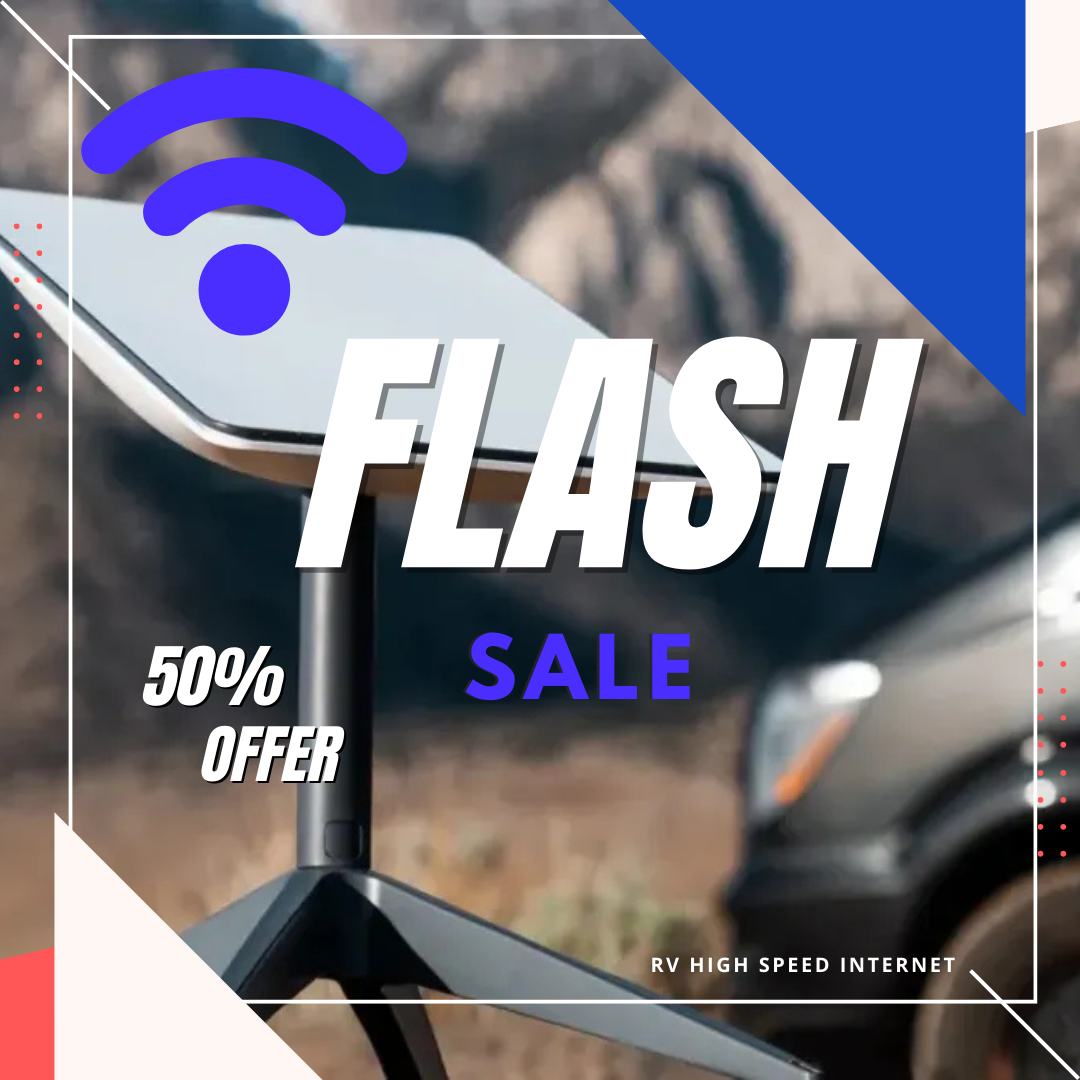 FLASH
SALE
50%
OFFER
RV HIGH SPEED INTERNET